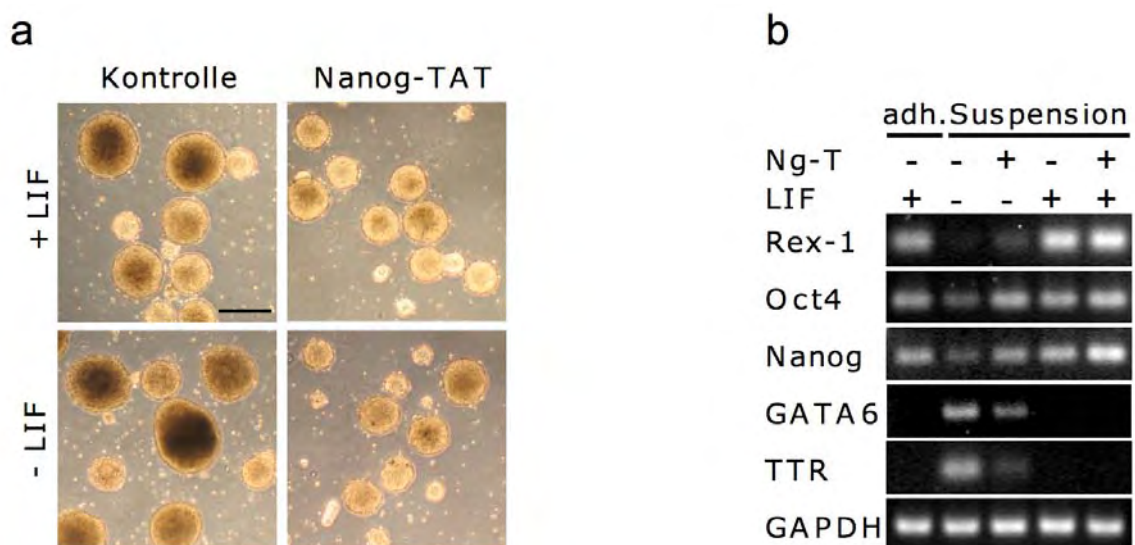 a
Kontrolle Nanog-TAT
+ LIF
- LIF
b
adh. Suspension
Ng-T - - + - +
LIF + - - + +
Rex-1
Oct4
Nanog
GATA6
TTR
GAPDH